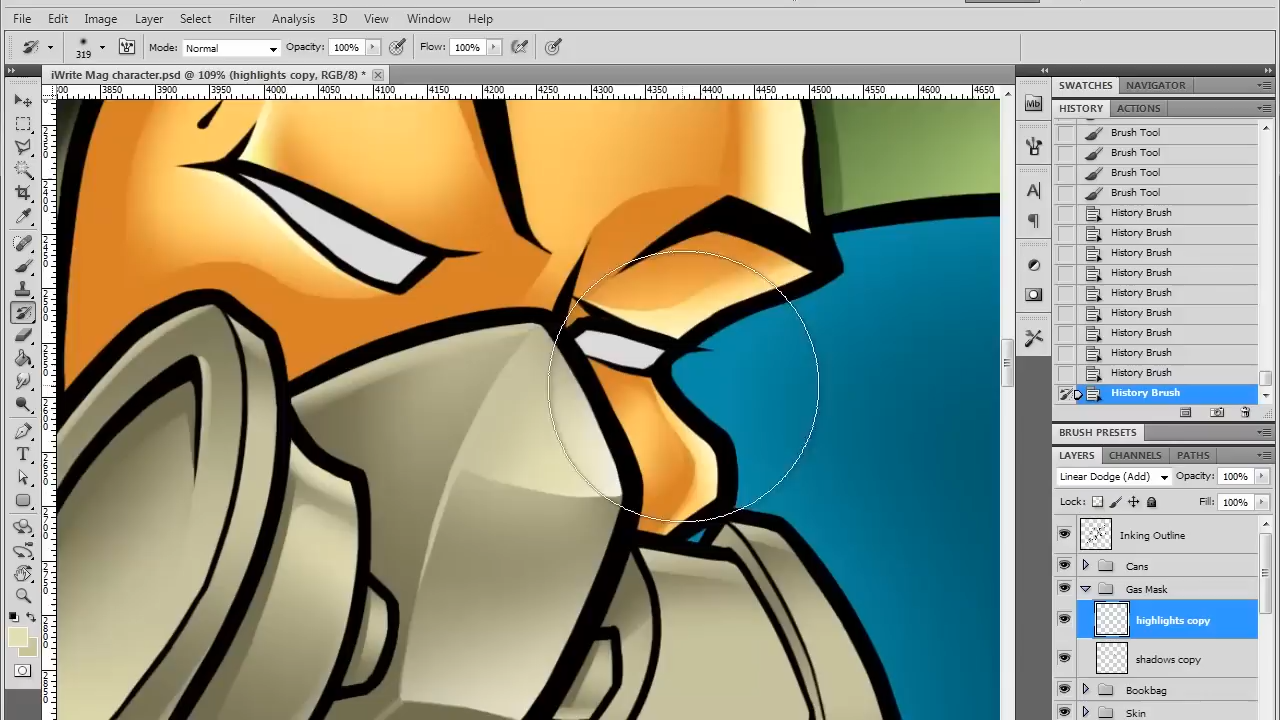 File Edit Image Layer Select Filter Analysis 3D View Window Help
319 Mode: Normal Opacity: 100% Flow: 100%
iWrite Mag character.psd @ 109% (highlights copy, RGB/8) *
3850 3900 3950 4000 4050 4100 4150 4200 4250 4300 4350 4400 4450 4500 4550 4600 4650
SWATCHES NAVIGATOR
HISTORY ACTIONS
Brush Tool
Brush Tool
Brush Tool
Brush Tool
History Brush
History Brush
History Brush
History Brush
History Brush
History Brush
History Brush
History Brush
History Brush
History Brush
BRUSH PRESETS
LAYERS CHANNELS PATHS
Linear Dodge (Add) Opacity: 100%
Lock: Fill: 100%
Inking Outline
Cans
Gas Mask
highlights copy
shadows copy
Bookbag
Skin
Mb